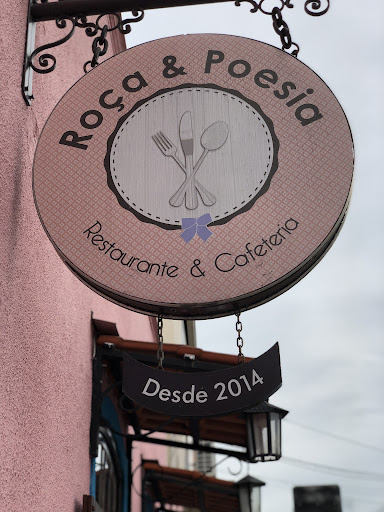 Roça & Poesia
Restaurante & Cafeteria
Desde 2014